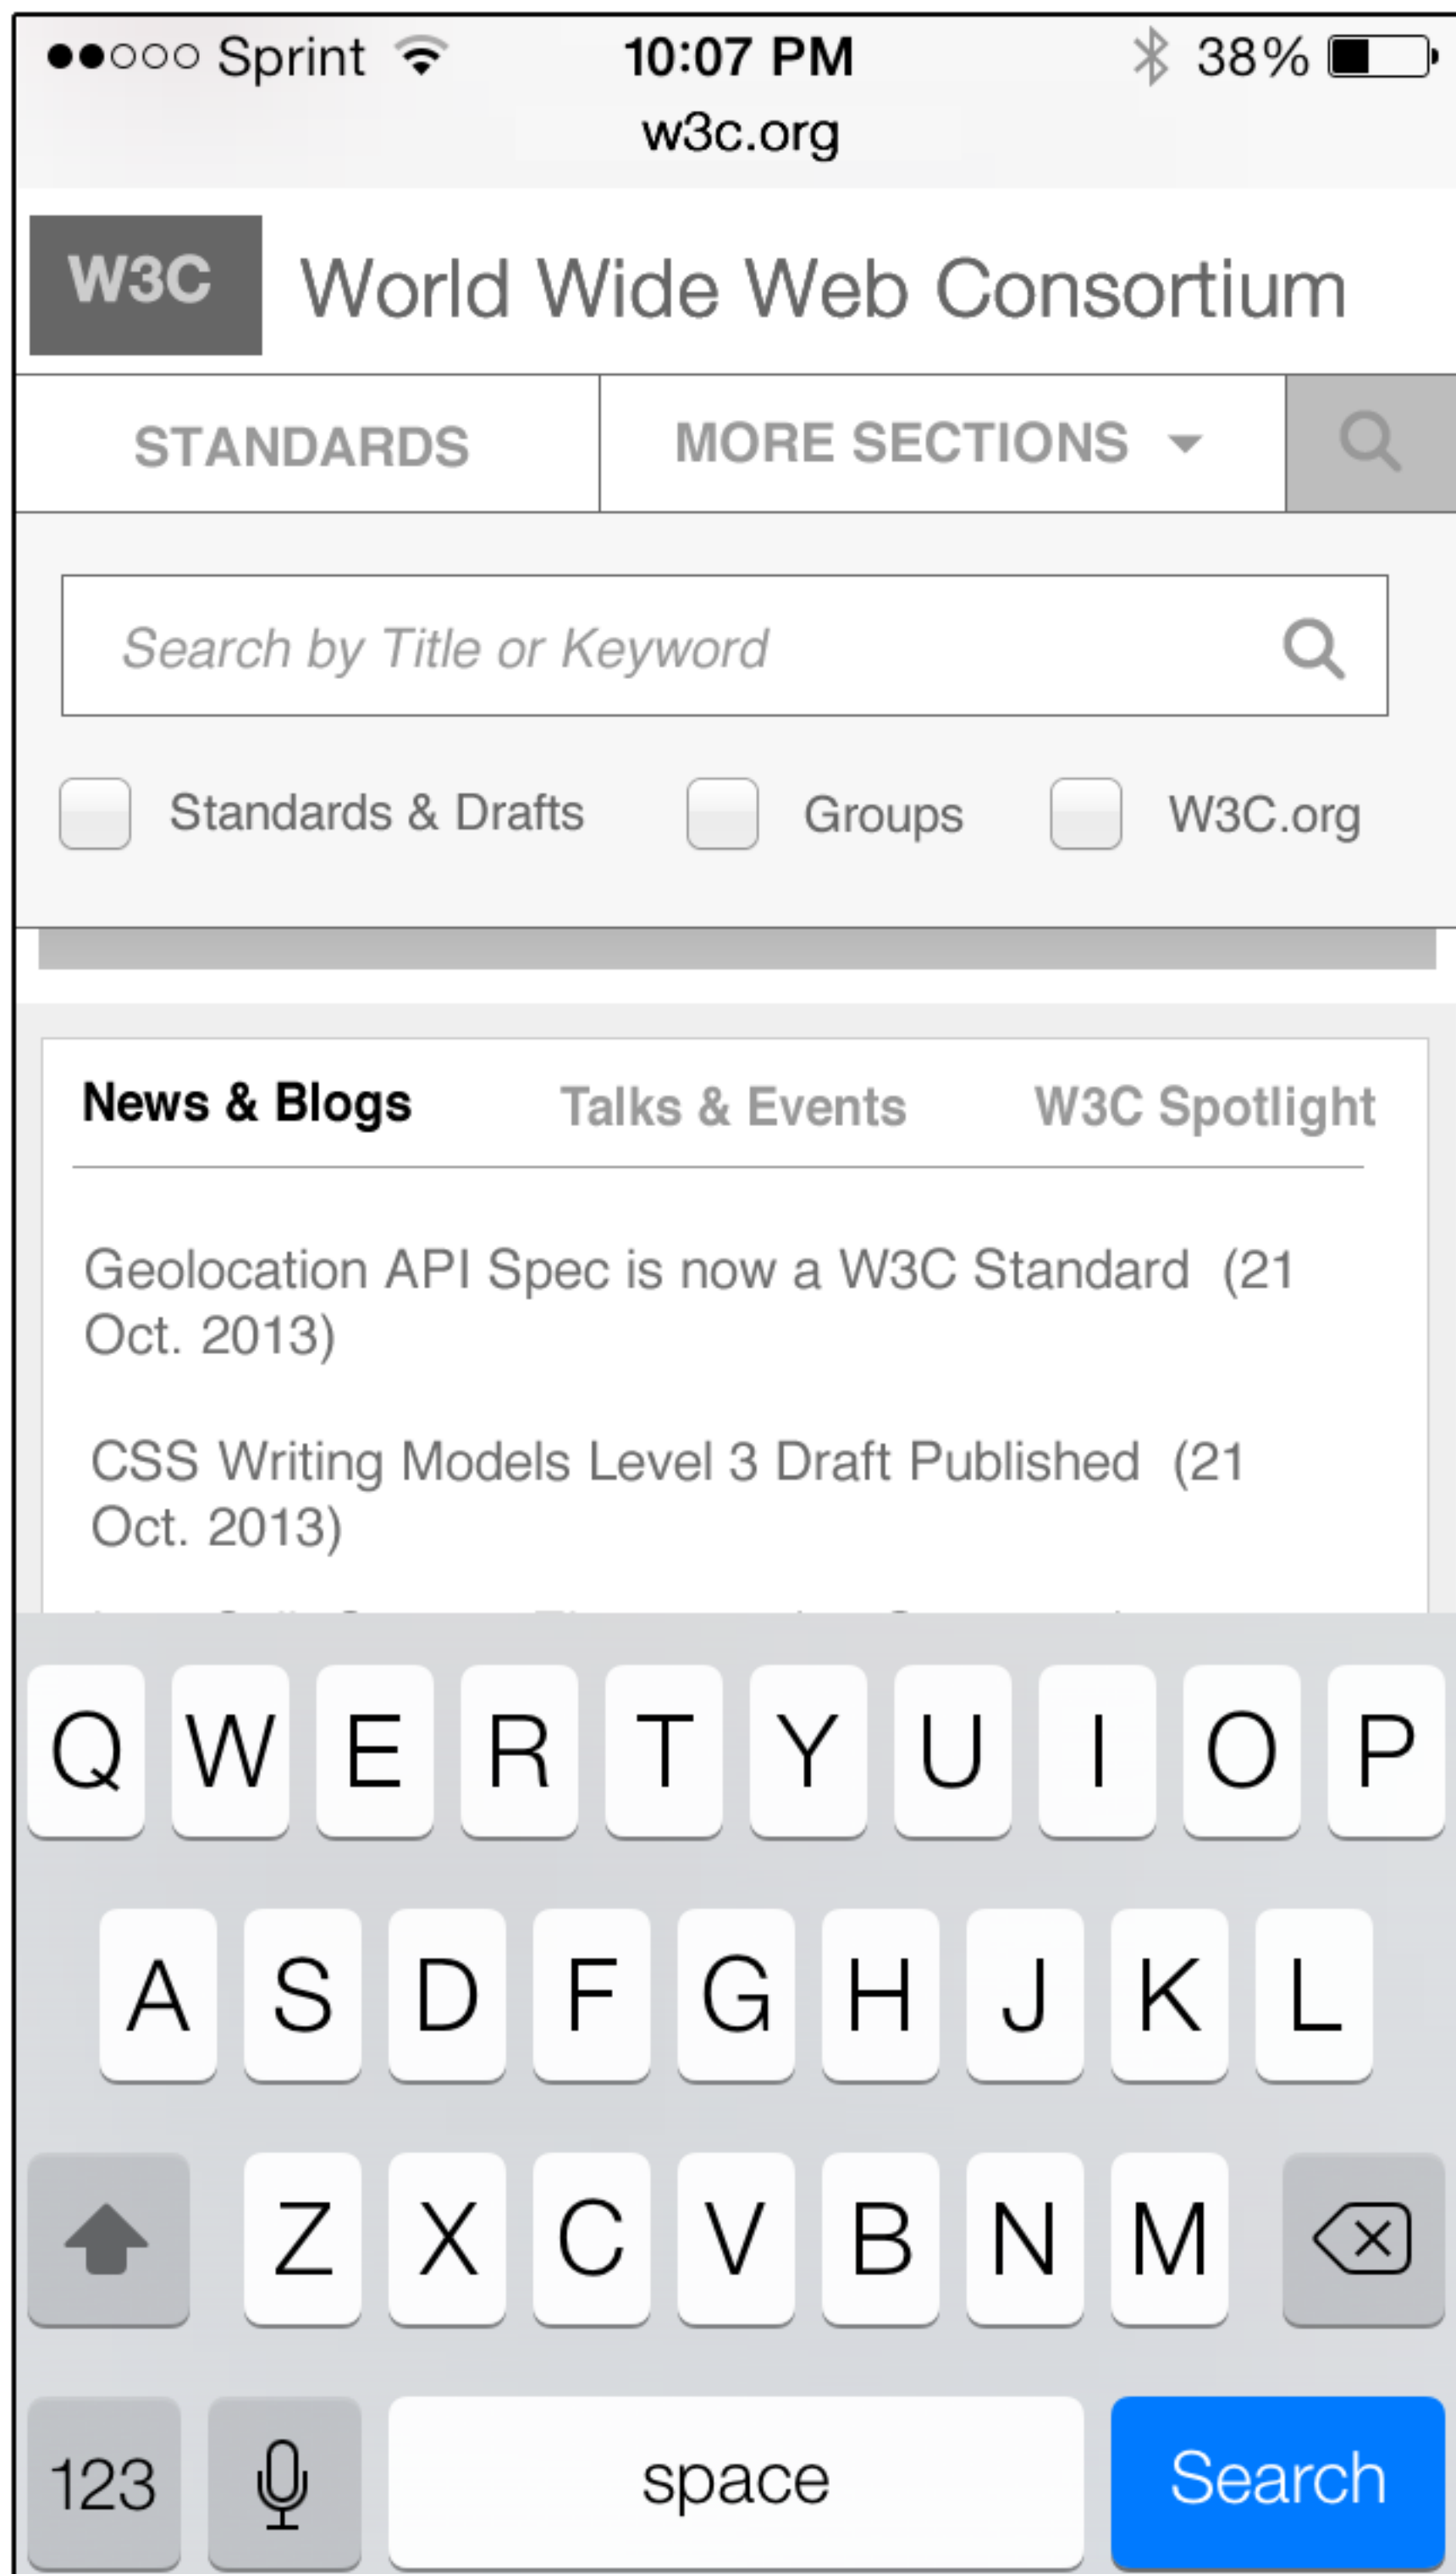 Sprint 10:07 PM 38%
w3c.org
W3C World Wide Web Consortium
STANDARDS MORE SECTIONS
Search by Title or Keyword
Standards & Drafts Groups W3C.org
News & Blogs Talks & Events W3C Spotlight
Geolocation API Spec is now a W3C Standard (21
Oct. 2013)
CSS Writing Models Level 3 Draft Published (21
Oct. 2013)
Q W E R T Y U I O P
A S D F G H J K L
Z X C V B N M
123 space Search